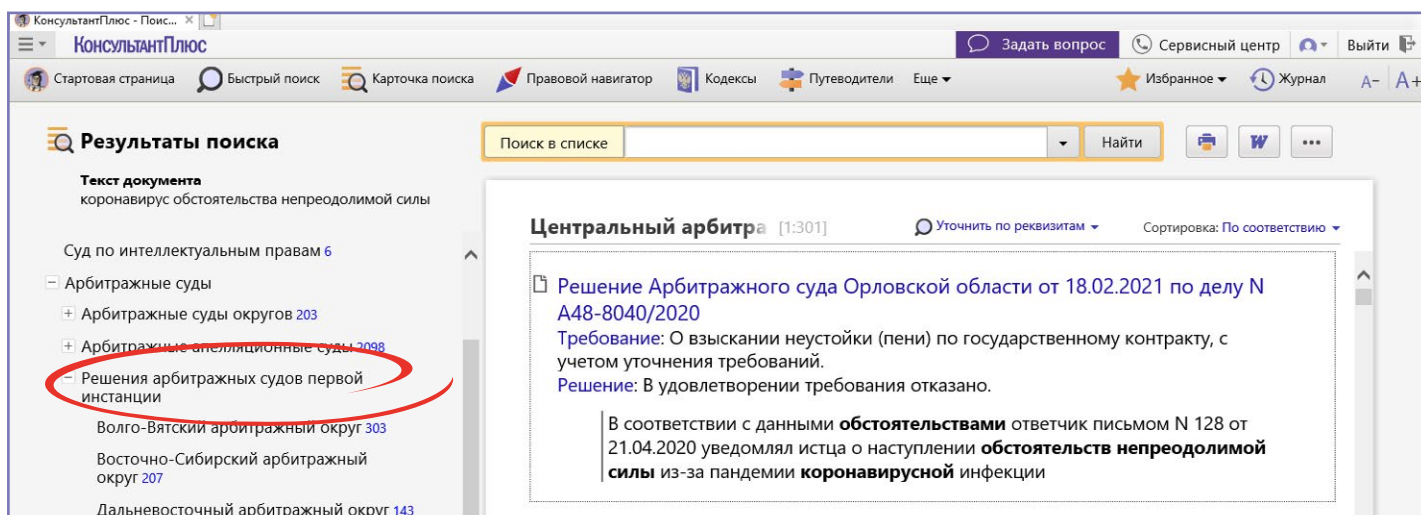 КонсультантПлюс - Поис...
КонсультантПлюс
Задать вопрос
Сервисный центр
Выйти
Стартовая страница
Быстрый поиск
Карточка поиска
Правовой навигатор
Кодексы
Путеводители
Еще
Избранное
Журнал
A- A+
Результаты поиска
Текст документа
коронавирус обстоятельства непреодолимой силы
Суд по интеллектуальным правам 6
Арбитражные суды
Арбитражные суды округов 203
Арбитражные апелляционные суды 2098
Решения арбитражных судов первой
инстанции
Волго-Вятский арбитражный округ 303
Восточно-Сибирский арбитражный
округ 207
Дальневосточный арбитражный округ 143
Поиск в списке
Найти
W
Центральный арбитра [1:301]
Уточнить по реквизитам
Сортировка: По соответствию
Решение Арбитражного суда Орловской области от 18.02.2021 по делу N
А48-8040/2020
Требование: О взыскании неустойки (пени) по государственному контракту, с
учетом уточнения требований.
Решение: В удовлетворении требования отказано.
В соответствии с данными обстоятельствами ответчик письмом N 128 от
21.04.2020 уведомлял истца о наступлении обстоятельств непреодолимой
силы из-за пандемии коронавирусной инфекции